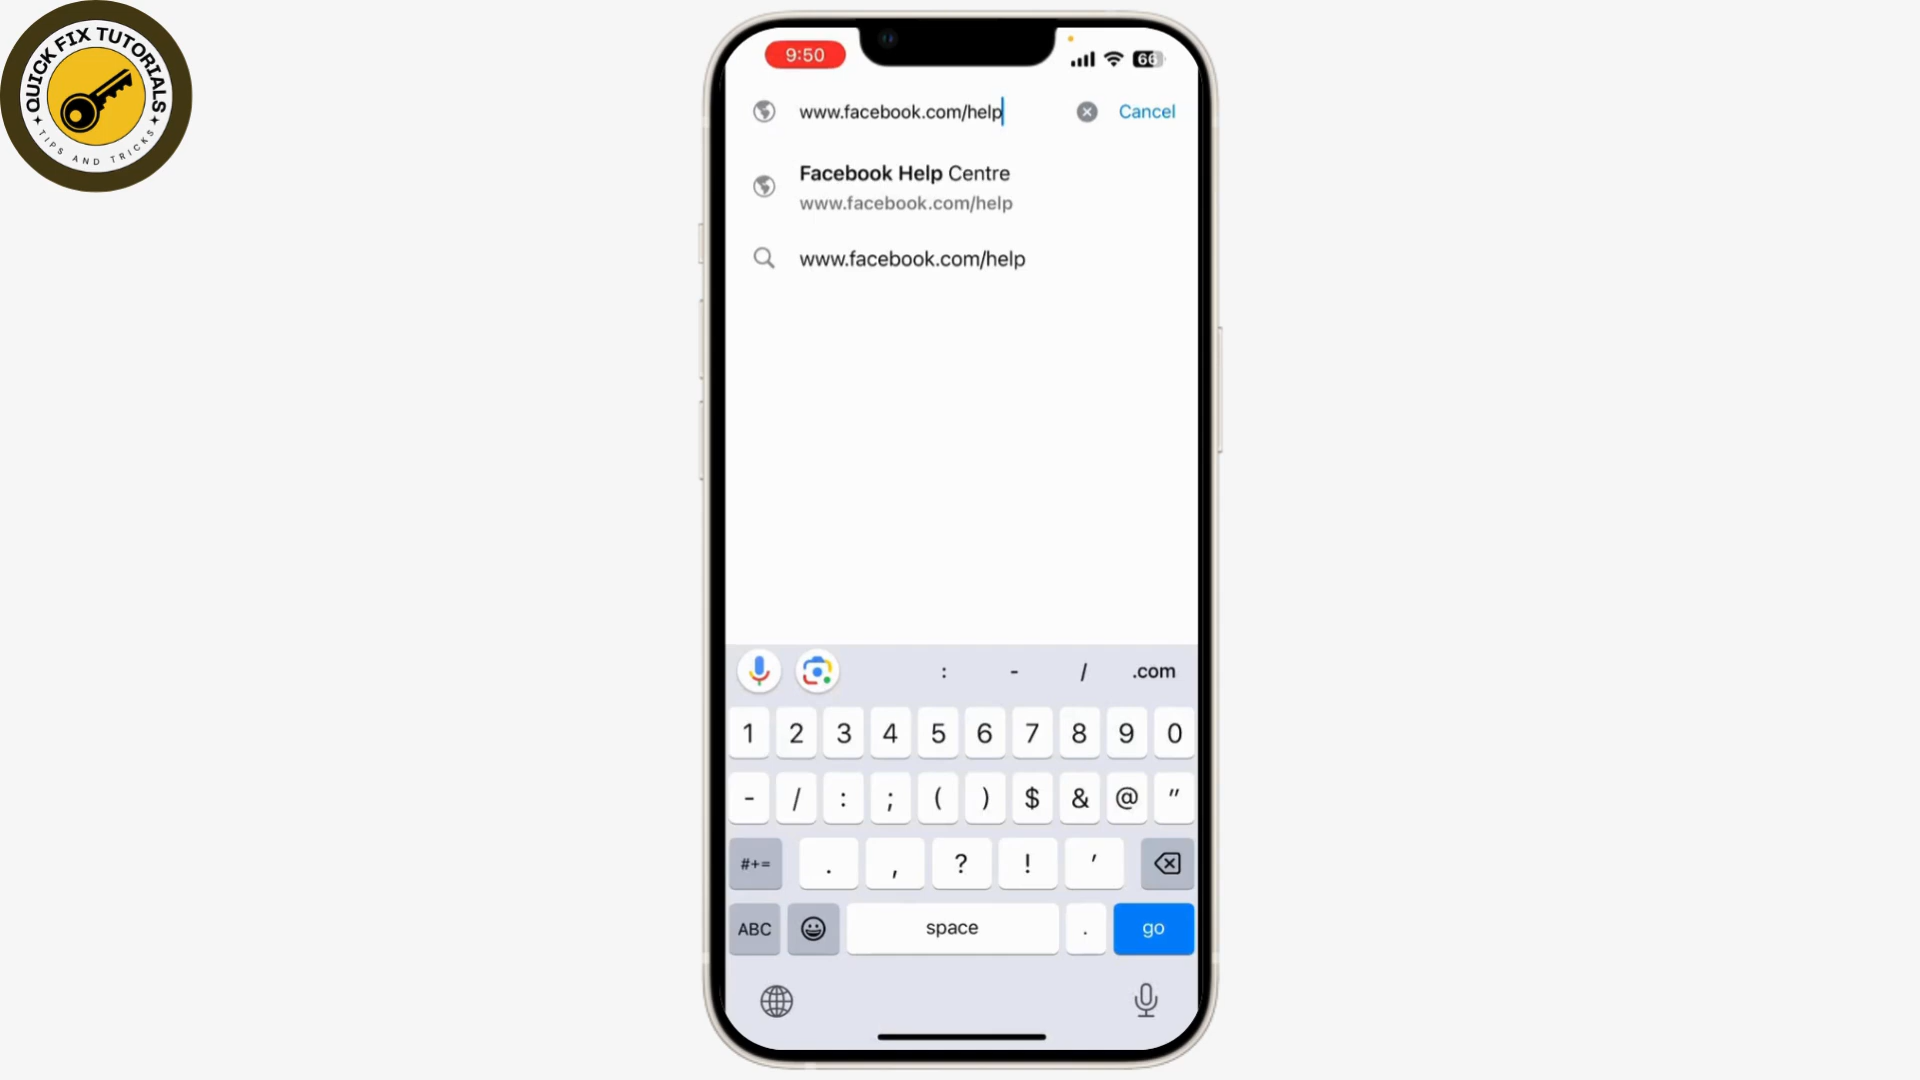 QUICK FIX TUTORIALS
TIPS AND TRICKS
9:50
66
www.facebook.com/help
Cancel
Facebook Help Centre
www.facebook.com/help
www.facebook.com/help
: - / .com
1 2 3 4 5 6 7 8 9 0
- / : ; ( ) $ & @ "
#+= . , ? ! '
ABC space . go